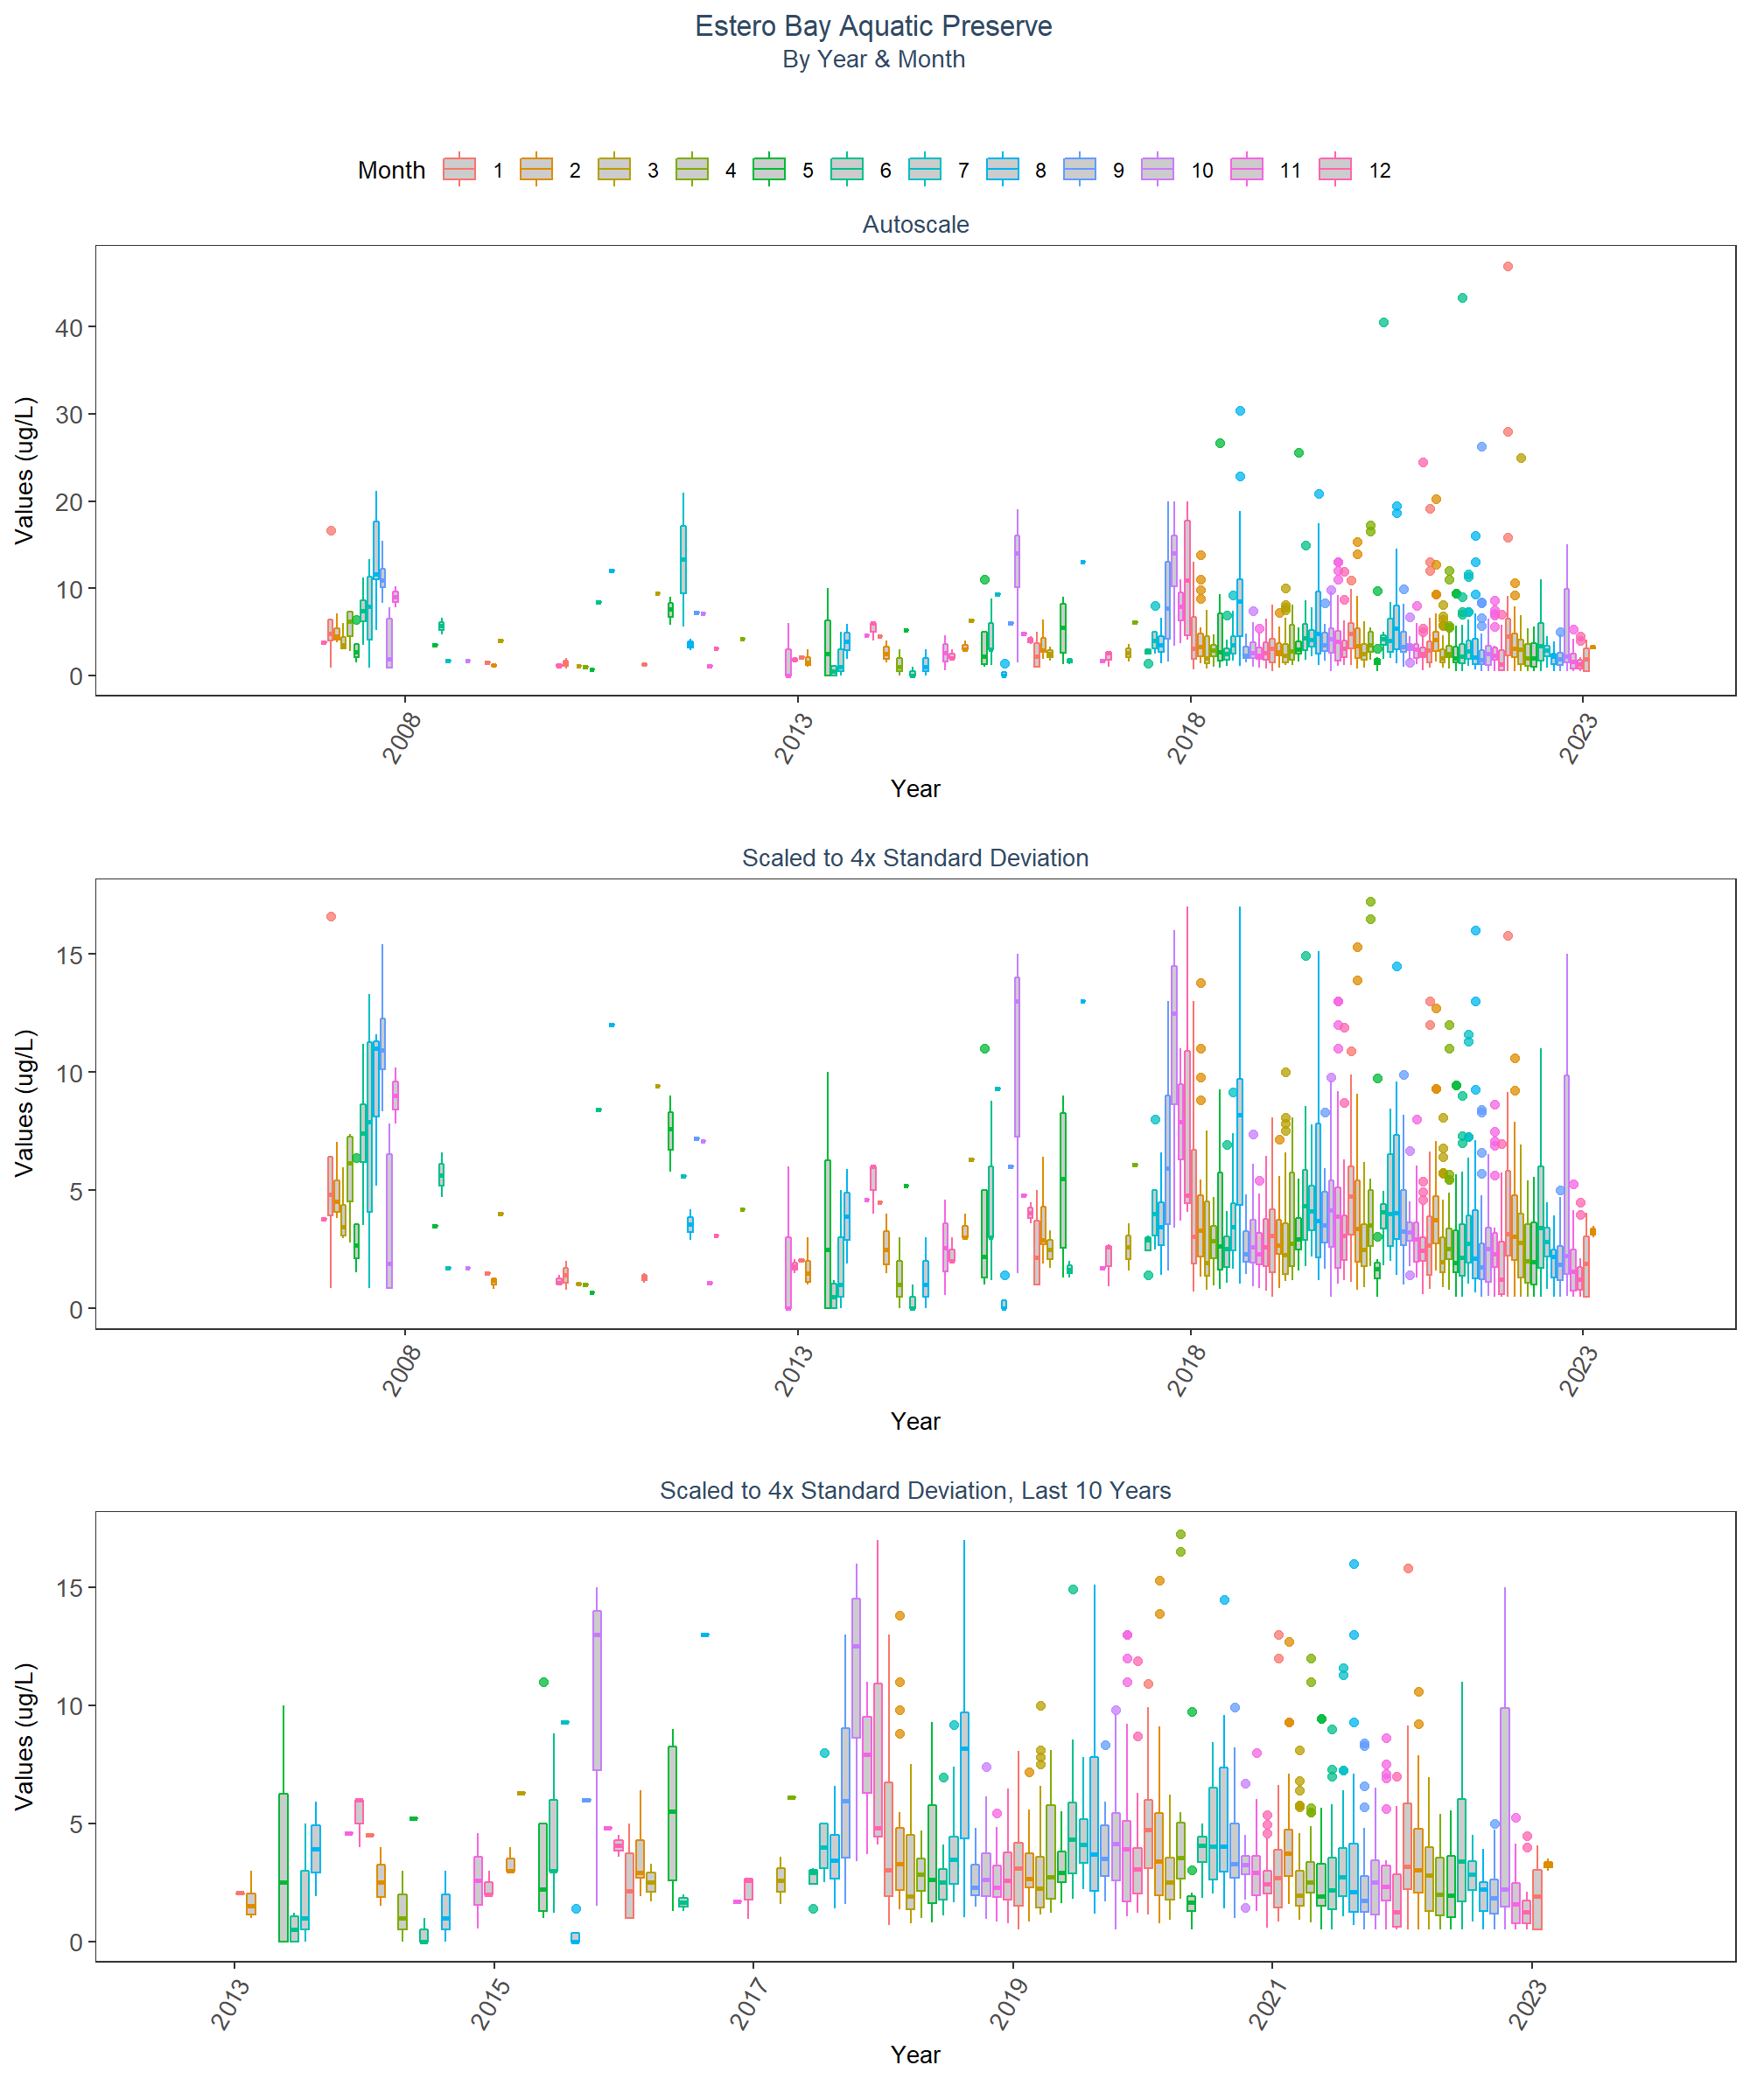 Estero Bay Aquatic Preserve
By Year & Month
Month 1 2 3 4 5 6 7 8 9 10 11 12
Autoscale
Values (ug/L)
40
30
20
10
0
2008 2013 2018 2023
Year
Scaled to 4x Standard Deviation
Values (ug/L)
15
10
5
0
2008 2013 2018 2023
Year
Scaled to 4x Standard Deviation, Last 10 Years
Values (ug/L)
15
10
5
0
2013 2015 2017 2019 2021 2023
Year